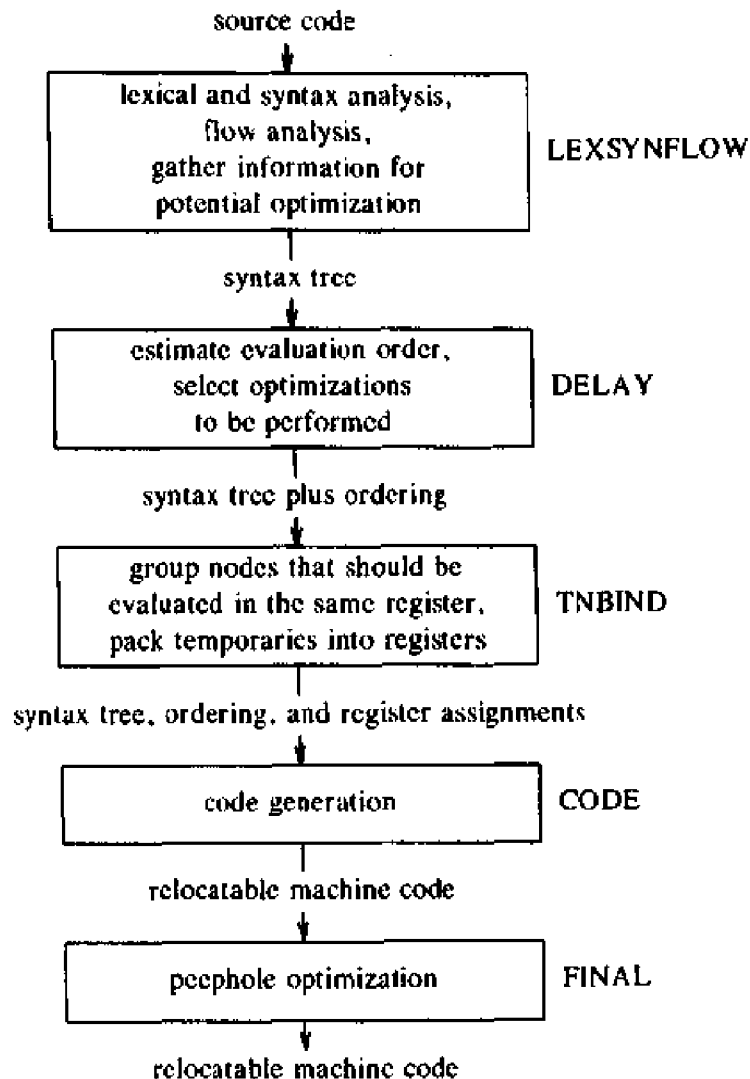 source code
lexical and syntax analysis,
flow analysis,
gather information for
potential optimization
LEXSYNFLOW
syntax tree
estimate evaluation order,
select optimizations
to be performed
DELAY
syntax tree plus ordering
group nodes that should be
evaluated in the same register,
pack temporaries into registers
TNBIND
syntax tree, ordering, and register assignments
code generation
CODE
relocatable machine code
peephole optimization
FINAL
relocatable machine code